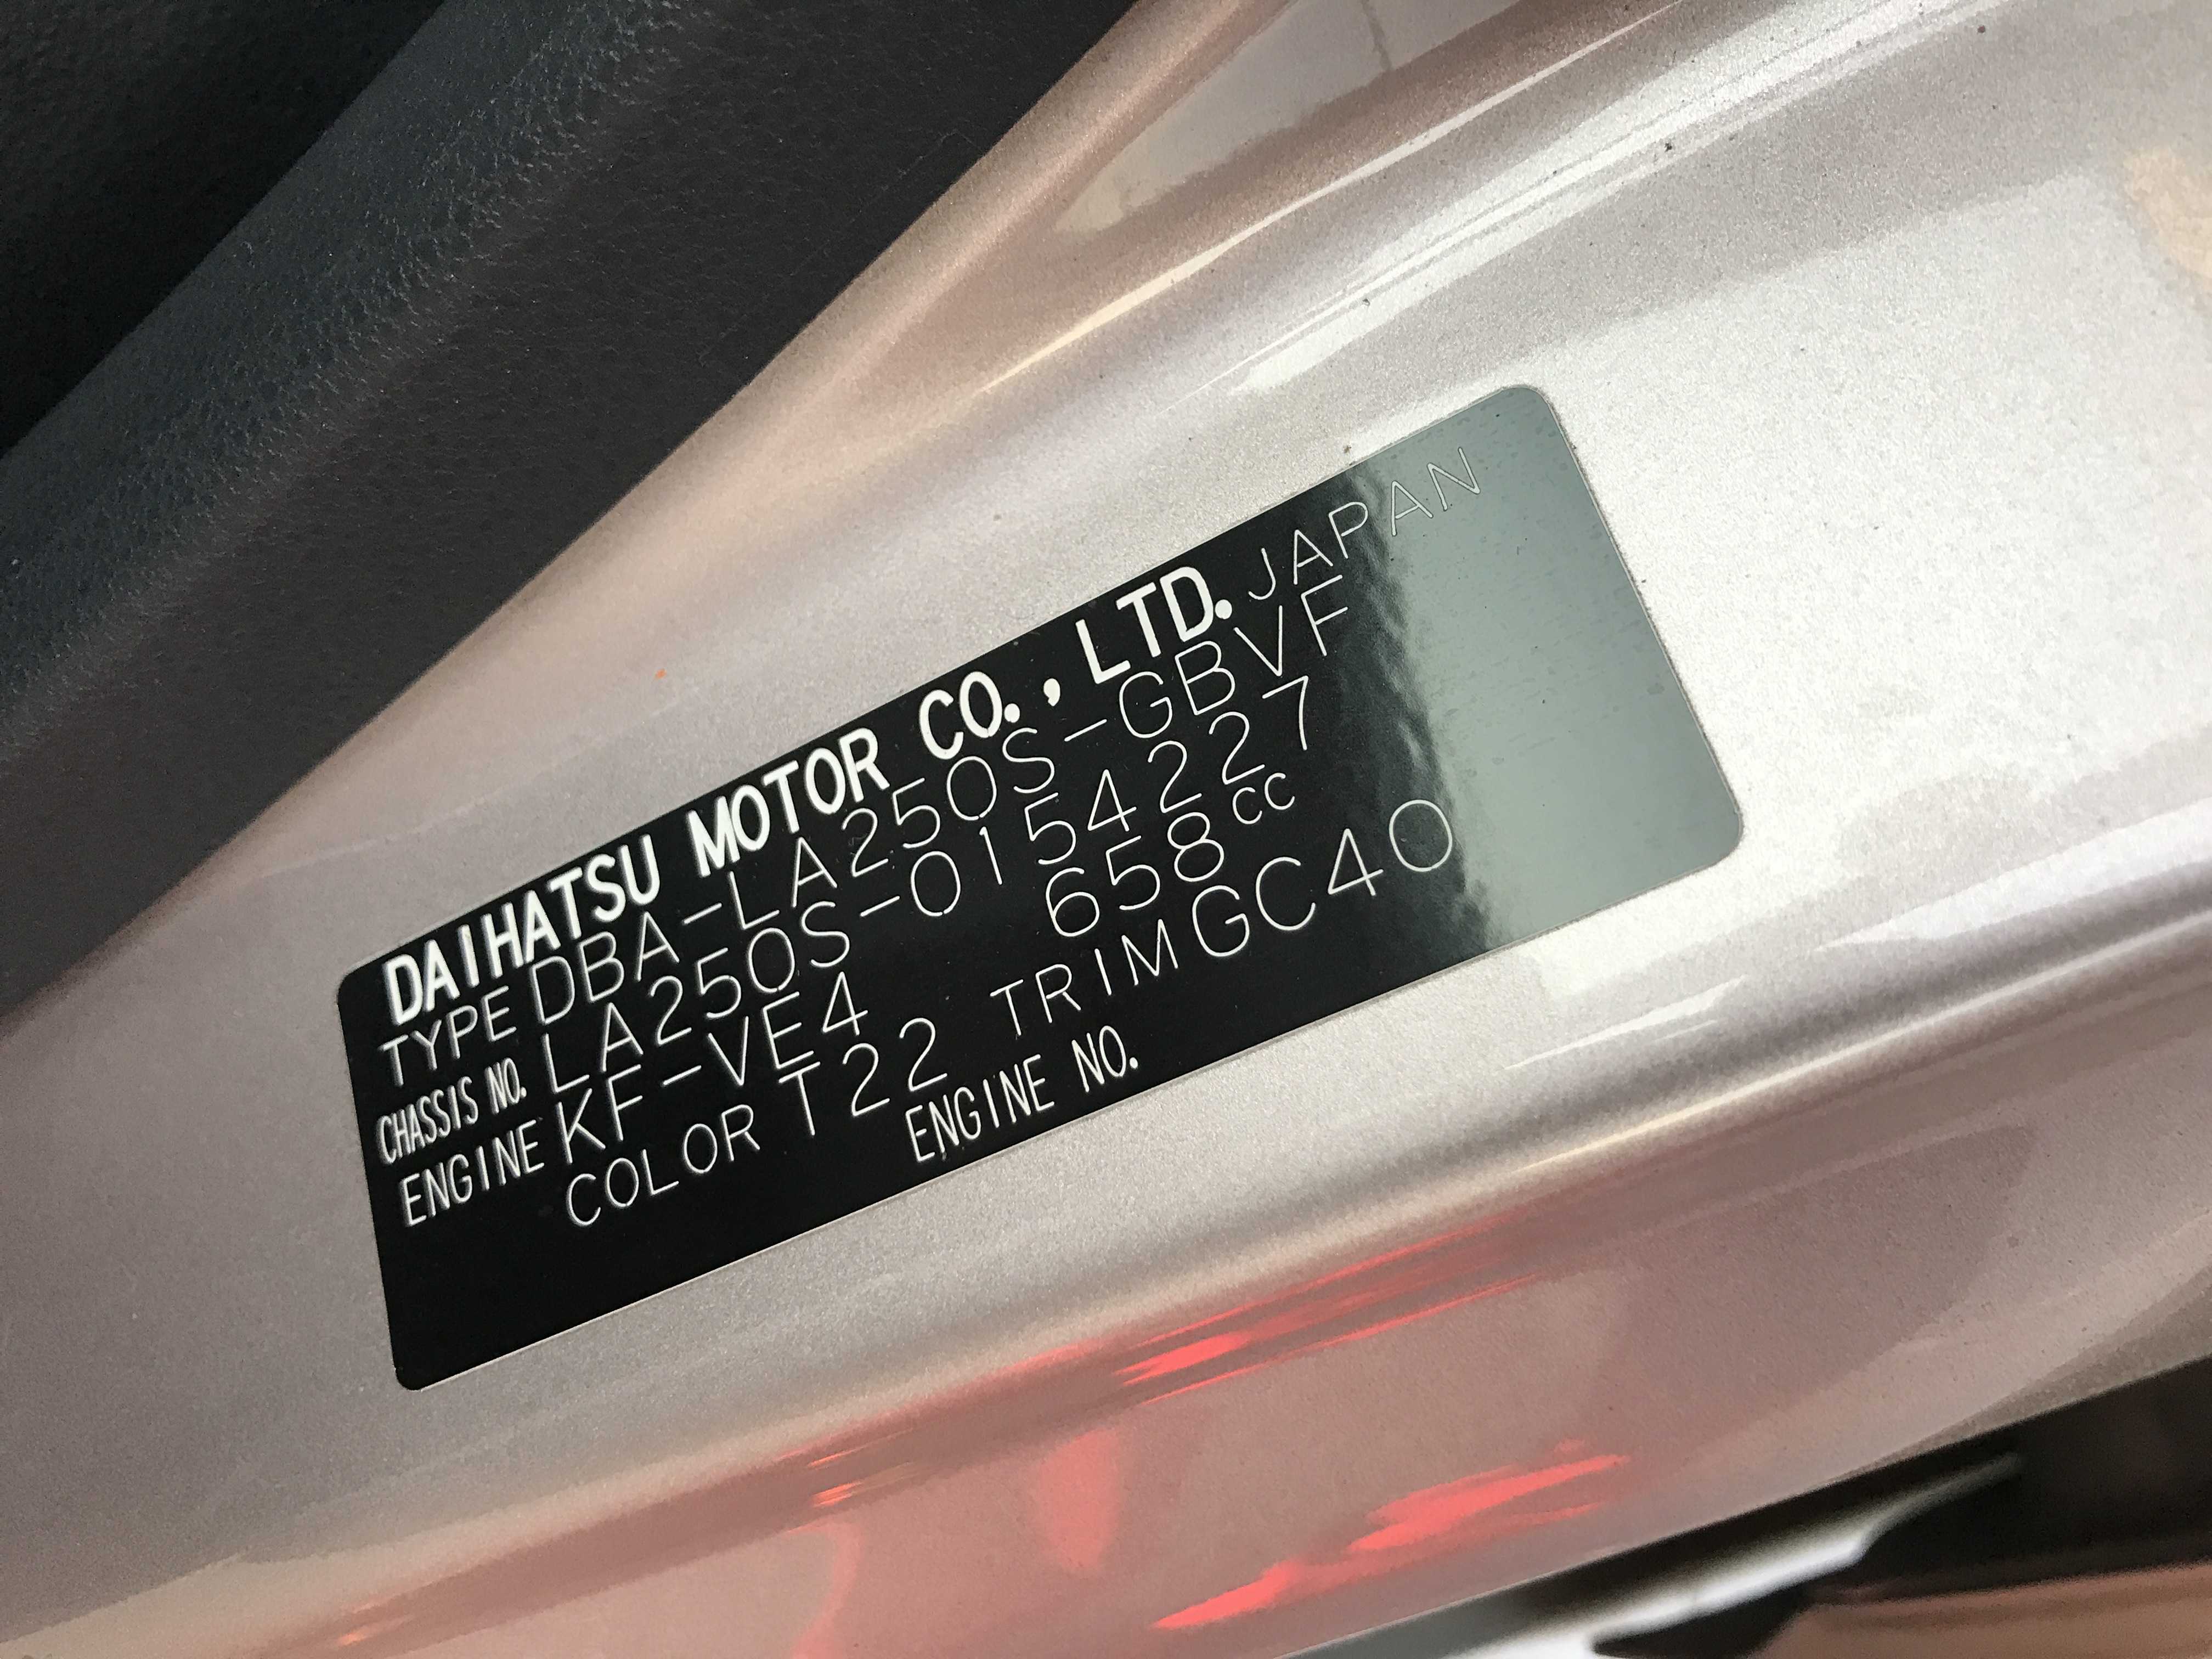 DAIHATSU MOTOR CO., LTD. JAPAN
TYPE DBA-LA250S-GBVF
CHASSIS NO. LA250S-0154227
ENGINE KF-VE4 658cc
COLOR T22 TRIM GC40
ENGINE NO.